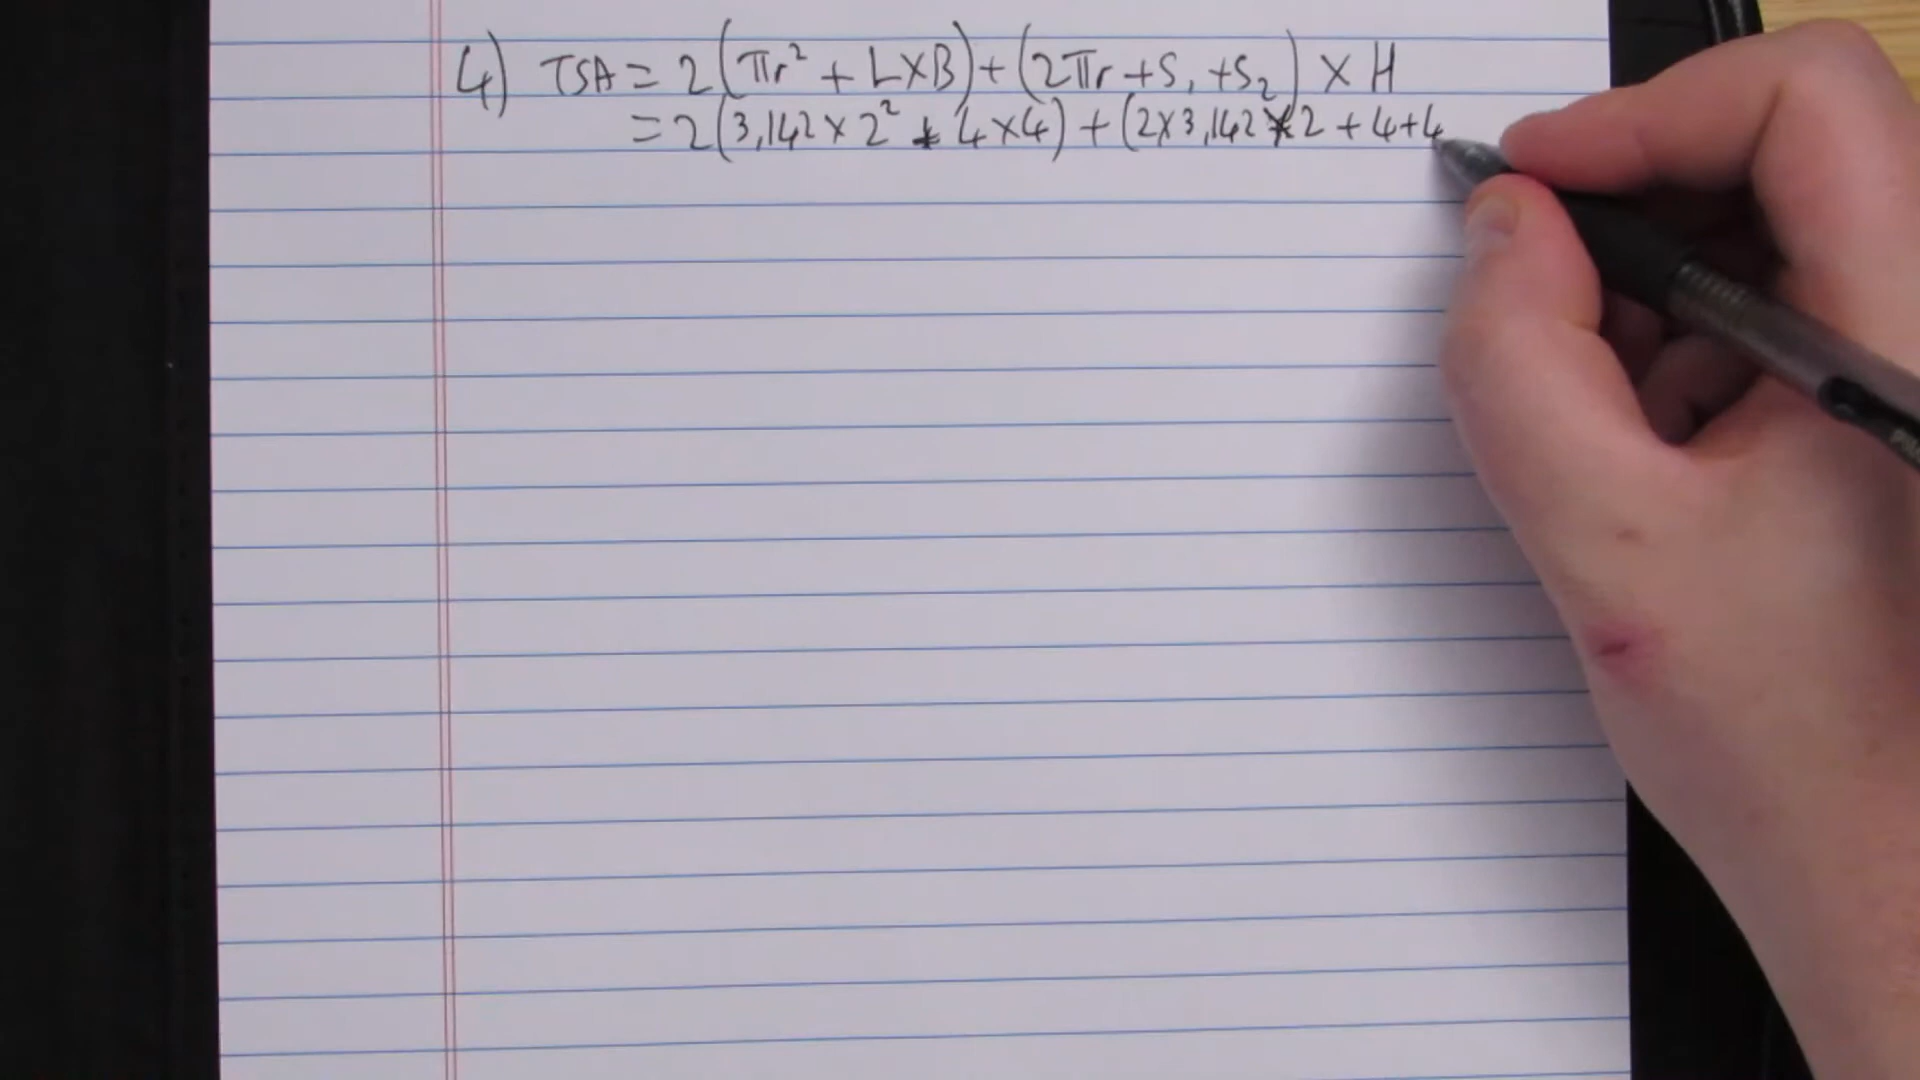 4) TSA = 2(πr² + L×B) + (2πr + S₁ + S₂) × H
= 2(3,142 × 2² + 4 × 4) + (2×3,142×2 + 4+4